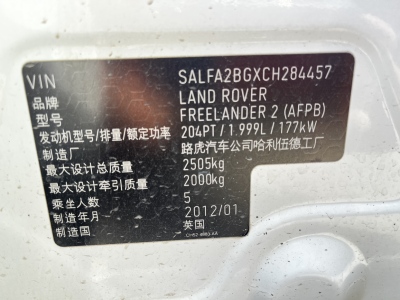 VIN SALFA2BGXCH284457
品牌 LAND ROVER
型号 FREELANDER 2 (AFPB)
发动机型号/排量/额定功率 204PT / 1.999L / 177kW
制造厂 路虎汽车公司哈利伍德工厂
最大设计总质量 2505kg
最大设计牵引质量 2000kg
乘坐人数 5
制造年月 2012/01
英国